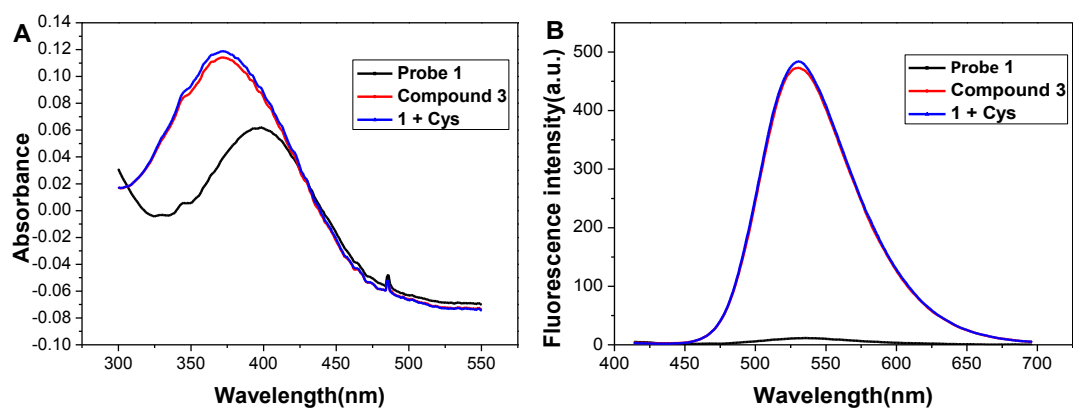 A
Absorbance
0.14
0.12
0.10
0.08
0.06
0.04
0.02
0.00
-0.02
-0.04
-0.06
-0.08
-0.10
300 350 400 450 500 550
Wavelength(nm)
Probe 1
Compound 3
1 + Cys
B
Fluorescence intensity(a.u.)
500
400
300
200
100
0
400 450 500 550 600 650 700
Wavelength(nm)
Probe 1
Compound 3
1 + Cys